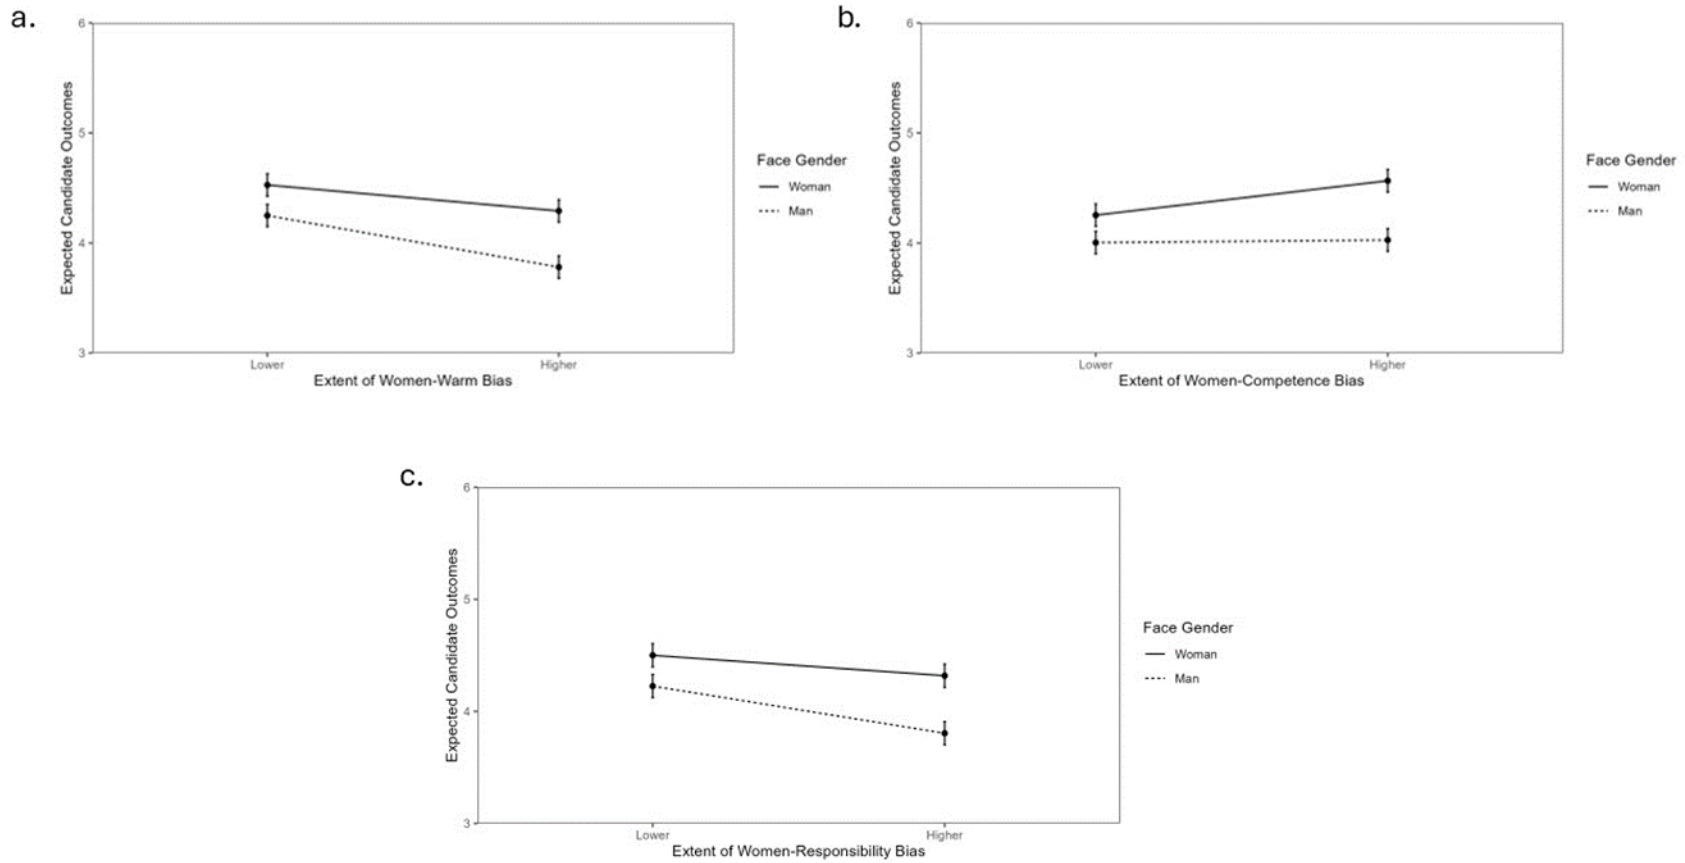 a.
6
5
4
3
Expected Candidate Outcomes
Lower
Higher
Extent of Women-Warm Bias
Face Gender
Woman
Man
b.
6
5
4
3
Expected Candidate Outcomes
Lower
Higher
Extent of Women-Competence Bias
Face Gender
Woman
Man
c.
6
5
4
3
Expected Candidate Outcomes
Lower
Higher
Extent of Women-Responsibility Bias
Face Gender
Woman
Man